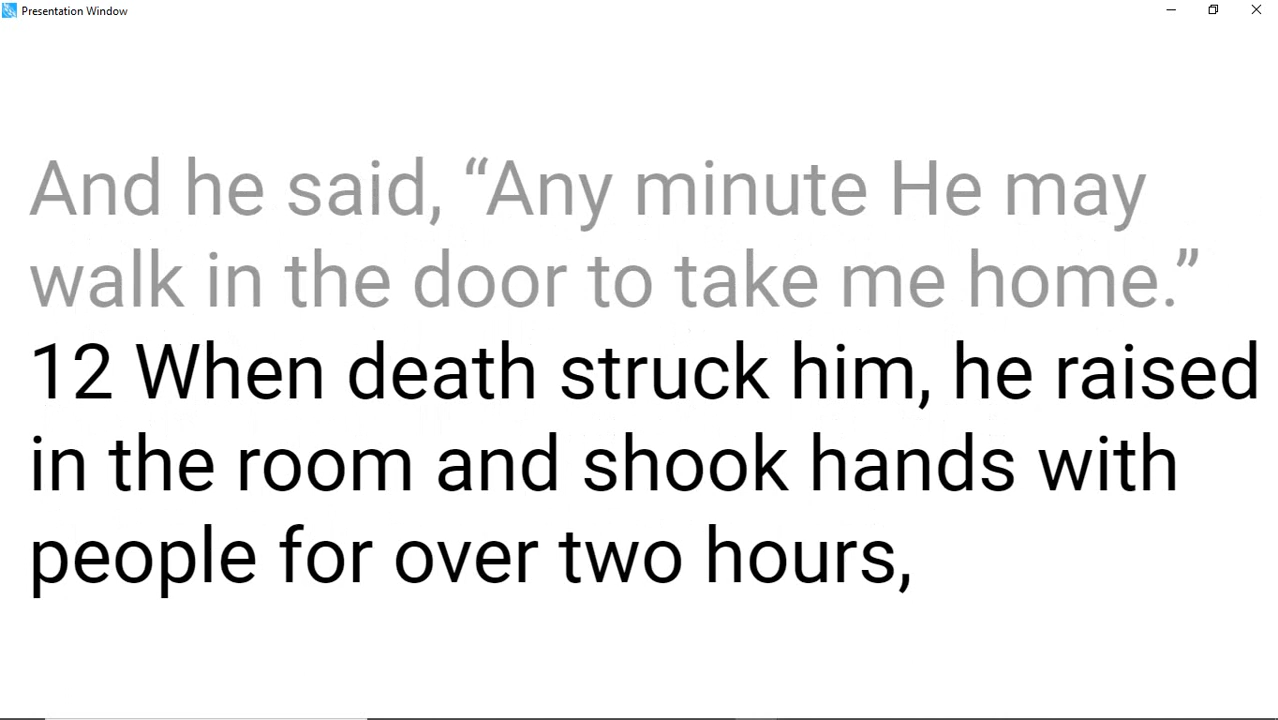 Presentation Window
And he said, “Any minute He may
walk in the door to take me home.”
12 When death struck him, he raised
in the room and shook hands with
people for over two hours,